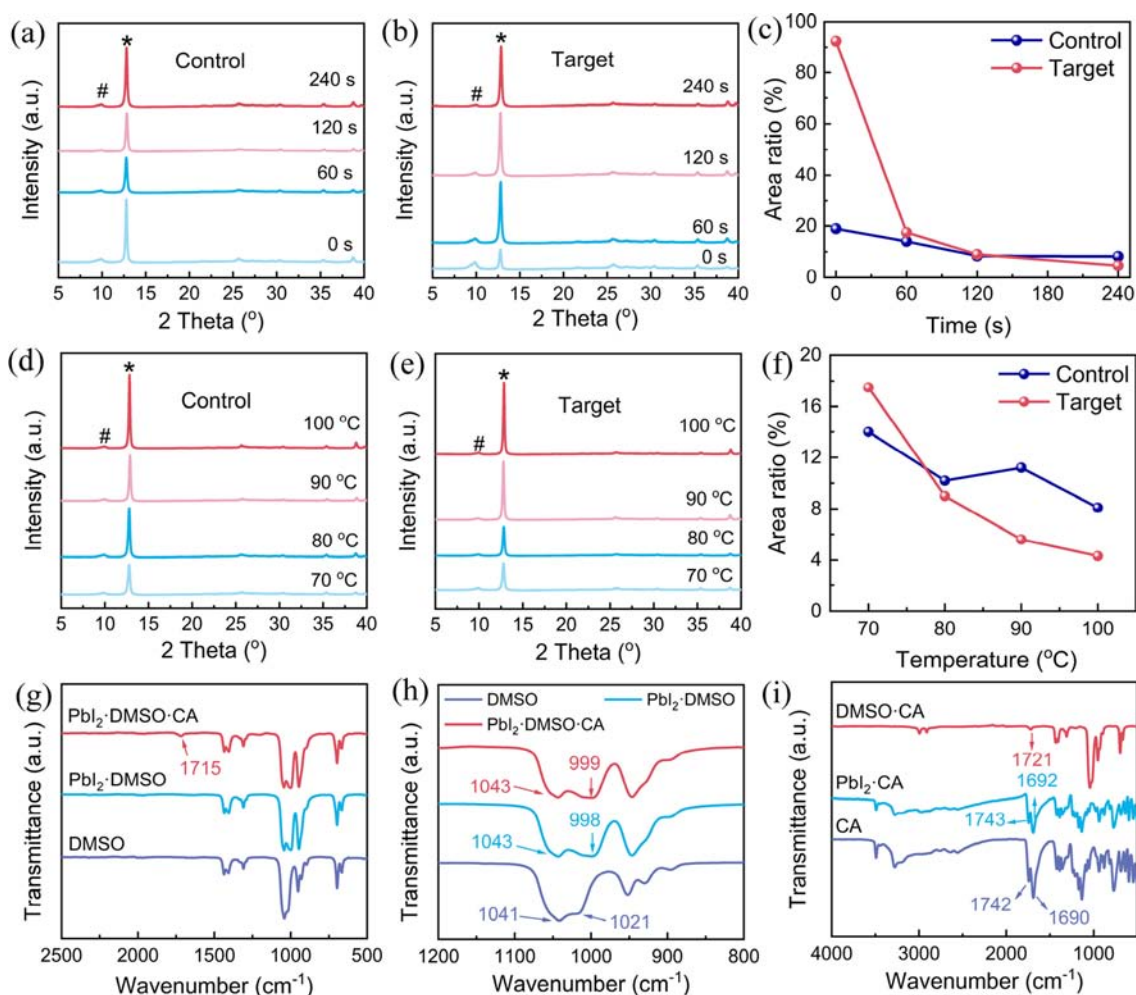 (a)
Control
*
#
240 s
120 s
60 s
0 s
Intensity (a.u.)
5 10 15 20 25 30 35 40
2 Theta (°)
(b)
Target
*
#
240 s
120 s
60 s
0 s
Intensity (a.u.)
5 10 15 20 25 30 35 40
2 Theta (°)
(c)
Control
Target
Area ratio (%)
100
80
60
40
20
0
0 60 120 180 240
Time (s)
(d)
Control
*
#
100 °C
90 °C
80 °C
70 °C
Intensity (a.u.)
5 10 15 20 25 30 35 40
2 Theta (°)
(e)
Target
*
#
100 °C
90 °C
80 °C
70 °C
Intensity (a.u.)
5 10 15 20 25 30 35 40
2 Theta (°)
(f)
Control
Target
Area ratio (%)
20
16
12
8
4
0
70 80 90 100
Temperature (°C)
(g)
PbI₂·DMSO·CA
1715
PbI₂·DMSO
DMSO
Transmittance (a.u.)
2500 2000 1500 1000 500
Wavenumber (cm⁻¹)
(h)
DMSO PbI₂·DMSO
PbI₂·DMSO·CA
1043 999
1043 998
1041 1021
Transmittance (a.u.)
1200 1100 1000 900 800
Wavenumber (cm⁻¹)
(i)
DMSO·CA
1721
PbI₂·CA
1692
1743
CA
1742 1690
Transmittance (a.u.)
4000 3000 2000 1000
Wavenumber (cm⁻¹)